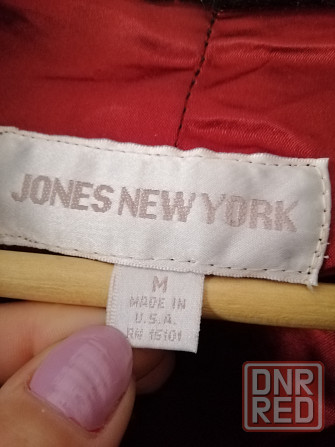 JONES NEW YORK
M
MADE IN
U.S.A.
RN 15101
DNR
RED